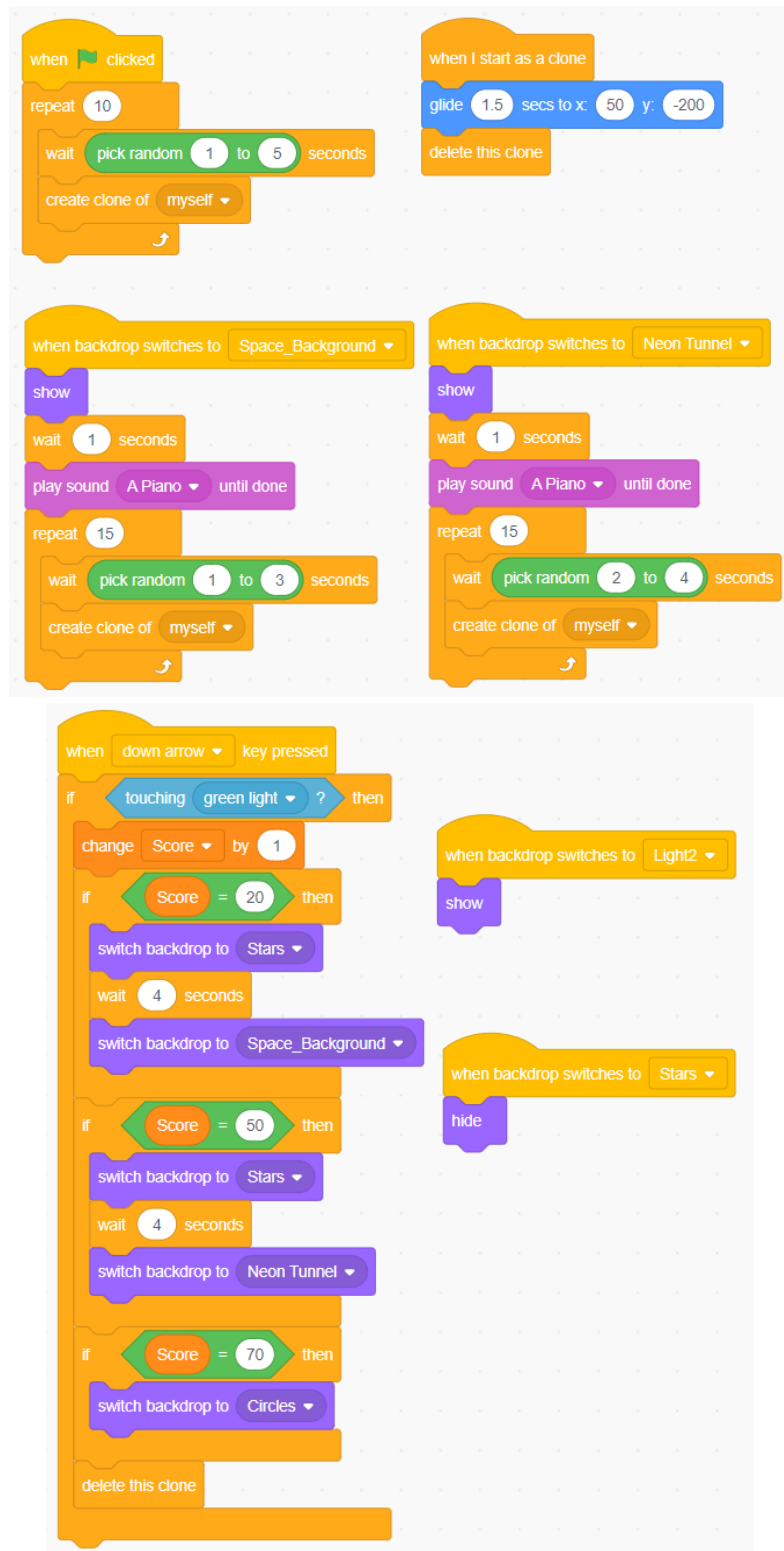 when clicked
repeat 10
wait pick random 1 to 5 seconds
create clone of myself
when I start as a clone
glide 1.5 secs to x: 50 y: -200
delete this clone
when backdrop switches to Space_Background
show
wait 1 seconds
play sound A Piano until done
repeat 15
wait pick random 1 to 3 seconds
create clone of myself
when backdrop switches to Neon Tunnel
show
wait 1 seconds
play sound A Piano until done
repeat 15
wait pick random 2 to 4 seconds
create clone of myself
when down arrow key pressed
if touching green light ? then
change Score by 1
if Score = 20 then
switch backdrop to Stars
wait 4 seconds
switch backdrop to Space_Background
if Score = 50 then
switch backdrop to Stars
wait 4 seconds
switch backdrop to Neon Tunnel
if Score = 70 then
switch backdrop to Circles
delete this clone
when backdrop switches to Light2
show
when backdrop switches to Stars
hide